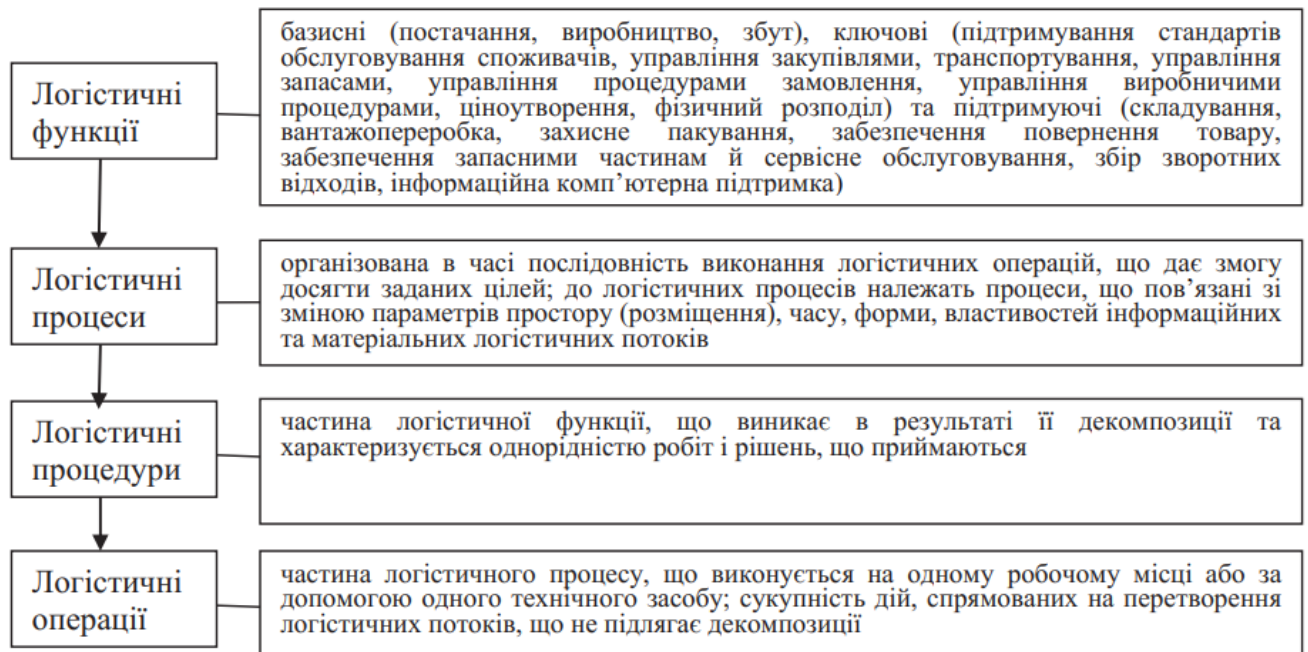 базисні (постачання, виробництво, збут), ключові (підтримування стандартів
обслуговування споживачів, управління закупівлями, транспортування, управління
запасами, управління процедурами замовлення, управління виробничими
процедурами, ціноутворення, фізичний розподіл) та підтримуючі (складування,
вантажопереробка, захисне пакування, забезпечення повернення товару,
забезпечення запасними частинам й сервісне обслуговування, збір зворотних
відходів, інформаційна комп’ютерна підтримка)
Логістичні
функції
організована в часі послідовність виконання логістичних операцій, що дає змогу
досягти заданих цілей; до логістичних процесів належать процеси, що пов’язані зі
зміною параметрів простору (розміщення), часу, форми, властивостей інформаційних
та матеріальних логістичних потоків
Логістичні
процеси
частина логістичної функції, що виникає в результаті її декомпозиції та
характеризується однорідністю робіт і рішень, що приймаються
Логістичні
процедури
частина логістичного процесу, що виконується на одному робочому місці або за
допомогою одного технічного засобу; сукупність дій, спрямованих на перетворення
логістичних потоків, що не підлягає декомпозиції
Логістичні
операції